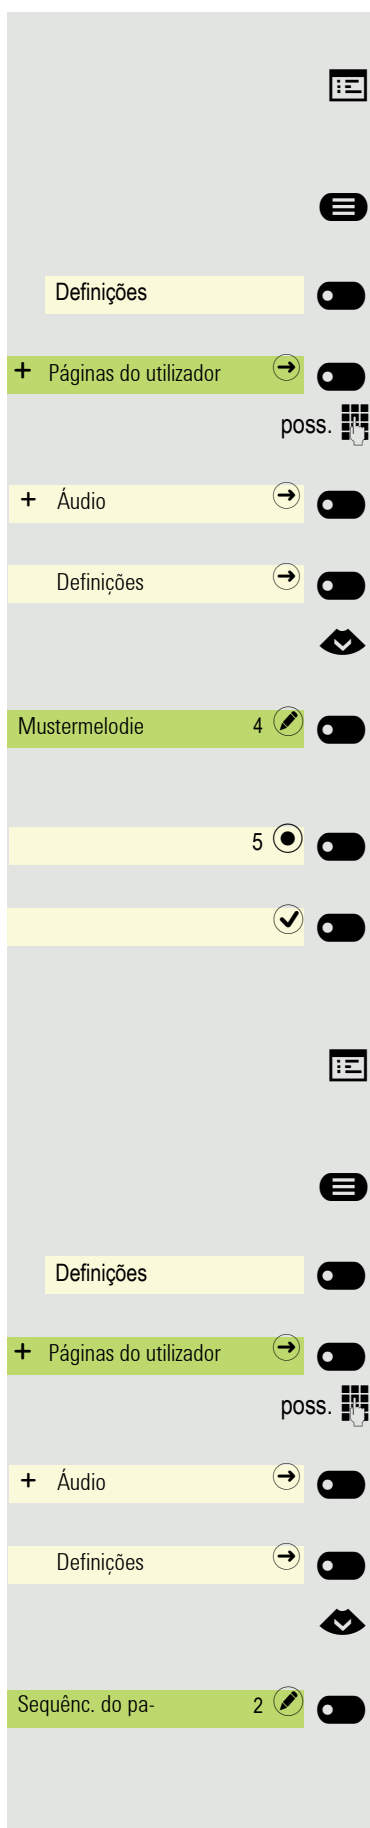 Definições
+ Páginas do utilizador
poss.
+ Áudio
Definições
Mustermelodie 4
5
Definições
+ Páginas do utilizador
poss.
+ Áudio
Definições
Sequênc. do pa- 2